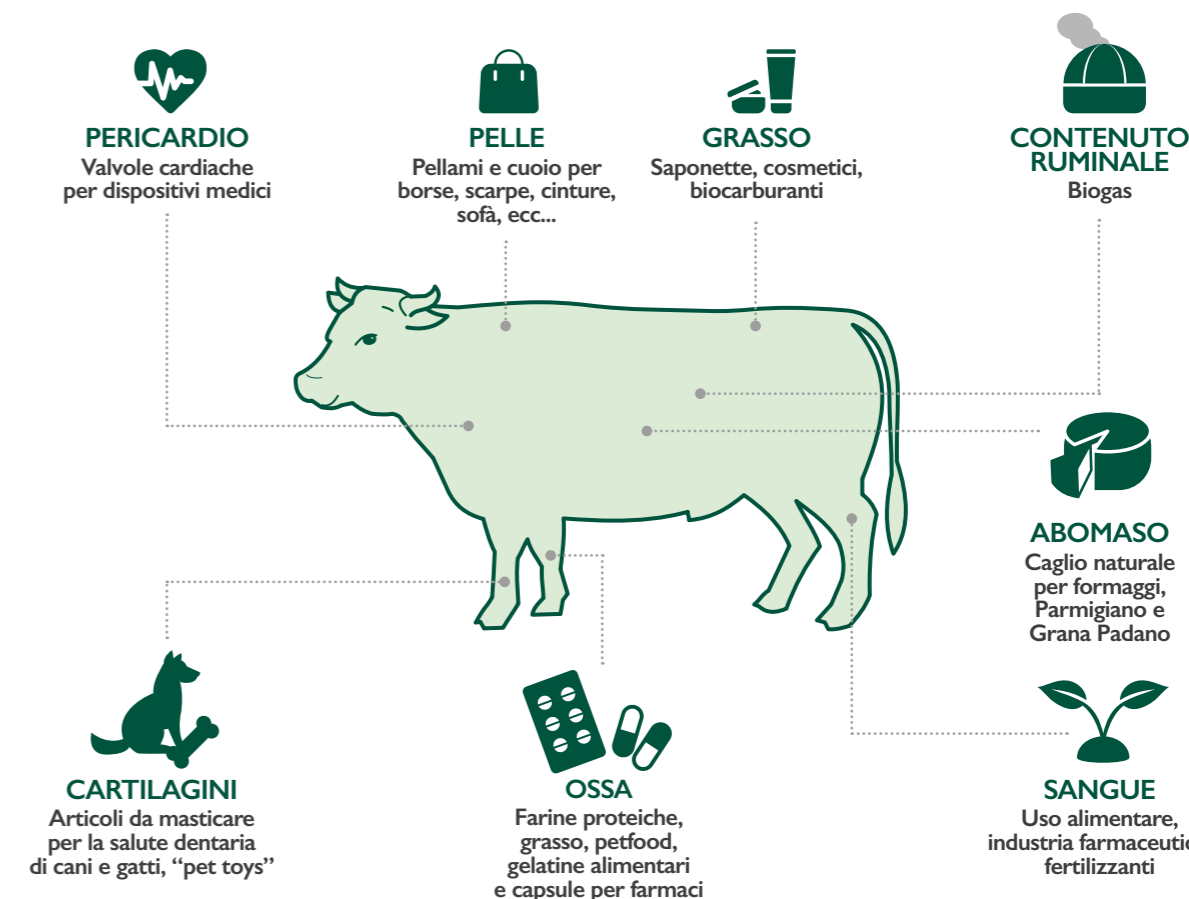 PERICARDIO
Valvole cardiache
per dispositivi medici
PELLE
Pellami e cuoio per
borse, scarpe, cinture,
sofà, ecc...
GRASSO
Saponette, cosmetici,
biocarburanti
CONTENUTO
RUMINALE
Biogas
ABOMASO
Caglio naturale
per formaggi,
Parmigiano e
Grana Padano
CARTILAGINI
Articoli da masticare
per la salute dentaria
di cani e gatti, “pet toys”
OSSA
Farine proteiche,
grasso, petfood,
gelatine alimentari
e capsule per farmaci
SANGUE
Uso alimentare,
industria
fertilizzanti